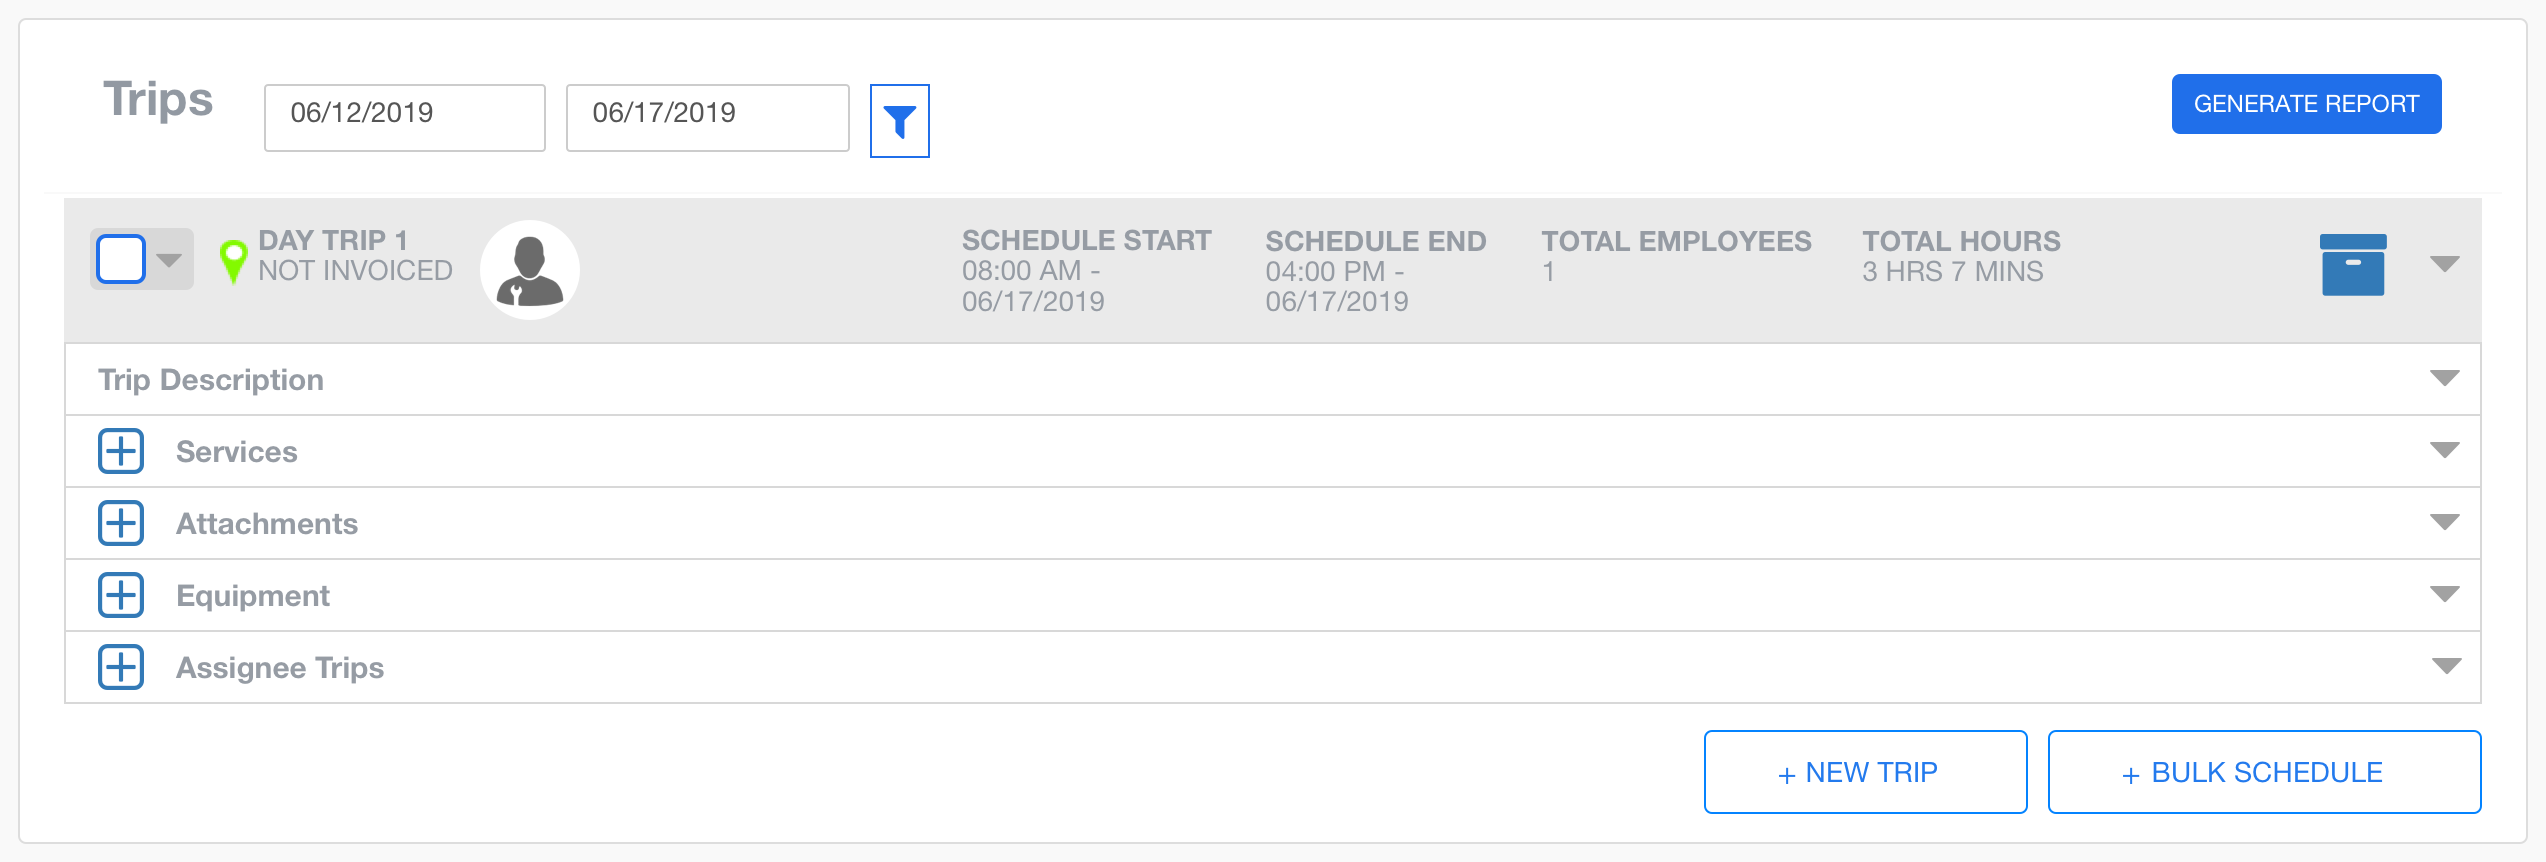 Trips
06/12/2019
06/17/2019
GENERATE REPORT
DAY TRIP 1
NOT INVOICED
SCHEDULE START
08:00 AM -
06/17/2019
SCHEDULE END
04:00 PM -
06/17/2019
TOTAL EMPLOYEES
1
TOTAL HOURS
3 HRS 7 MINS
Trip Description
Services
Attachments
Equipment
Assignee Trips
+ NEW TRIP
+ BULK SCHEDULE